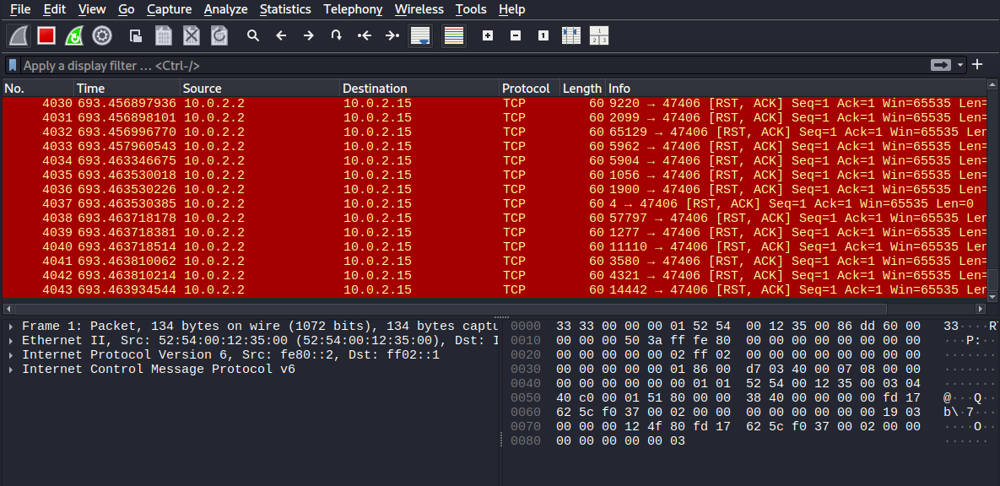 File Edit View Go Capture Analyze Statistics Telephony Wireless Tools Help
Apply a display filter ... <Ctrl-/>
No. Time Source Destination Protocol Length Info
4030 693.456897936 10.0.2.2 10.0.2.15 TCP 60 9220 → 47406 [RST, ACK] Seq=1 Ack=1 Win=65535 Len=
4031 693.456898101 10.0.2.2 10.0.2.15 TCP 60 2099 → 47406 [RST, ACK] Seq=1 Ack=1 Win=65535 Len=
4032 693.456996770 10.0.2.2 10.0.2.15 TCP 60 65129 → 47406 [RST, ACK] Seq=1 Ack=1 Win=65535 Len
4033 693.457960543 10.0.2.2 10.0.2.15 TCP 60 5962 → 47406 [RST, ACK] Seq=1 Ack=1 Win=65535 Len=
4034 693.463346675 10.0.2.2 10.0.2.15 TCP 60 5904 → 47406 [RST, ACK] Seq=1 Ack=1 Win=65535 Len=
4035 693.463530018 10.0.2.2 10.0.2.15 TCP 60 1056 → 47406 [RST, ACK] Seq=1 Ack=1 Win=65535 Len=
4036 693.463530226 10.0.2.2 10.0.2.15 TCP 60 1900 → 47406 [RST, ACK] Seq=1 Ack=1 Win=65535 Len=
4037 693.463530385 10.0.2.2 10.0.2.15 TCP 60 4 → 47406 [RST, ACK] Seq=1 Ack=1 Win=65535 Len=0
4038 693.463718178 10.0.2.2 10.0.2.15 TCP 60 57797 → 47406 [RST, ACK] Seq=1 Ack=1 Win=65535 Len
4039 693.463718381 10.0.2.2 10.0.2.15 TCP 60 1277 → 47406 [RST, ACK] Seq=1 Ack=1 Win=65535 Len=
4040 693.463718514 10.0.2.2 10.0.2.15 TCP 60 11110 → 47406 [RST, ACK] Seq=1 Ack=1 Win=65535 Len
4041 693.463810062 10.0.2.2 10.0.2.15 TCP 60 3580 → 47406 [RST, ACK] Seq=1 Ack=1 Win=65535 Len=
4042 693.463810214 10.0.2.2 10.0.2.15 TCP 60 4321 → 47406 [RST, ACK] Seq=1 Ack=1 Win=65535 Len=
4043 693.463934544 10.0.2.2 10.0.2.15 TCP 60 14442 → 47406 [RST, ACK] Seq=1 Ack=1 Win=65535 Len
Frame 1: Packet, 134 bytes on wire (1072 bits), 134 bytes captu
Ethernet II, Src: 52:54:00:12:35:00 (52:54:00:12:35:00), Dst: I
Internet Protocol Version 6, Src: fe80::2, Dst: ff02::1
Internet Control Message Protocol v6
0000 33 33 00 00 00 01 52 54 00 12 35 00 86 dd 60 00 33····RT
0010 00 00 00 50 3a ff fe 80 00 00 00 00 00 00 00 00 ···P:···
0020 00 00 00 00 00 02 ff 02 00 00 00 00 00 00 00 00 ·······
0030 00 00 00 00 00 01 86 00 d7 03 40 00 07 08 00 00 ·······
0040 00 00 00 00 00 00 01 01 52 54 00 12 35 00 03 04 ·······
0050 40 c0 00 01 51 80 00 00 38 40 00 00 00 00 fd 17 @···Q··
0060 62 5c f0 37 00 02 00 00 00 00 00 00 00 00 19 03 b\·7···
0070 00 00 00 12 4f 80 fd 17 62 5c f0 37 00 02 00 00 ····O··
0080 00 00 00 00 00 03 ······